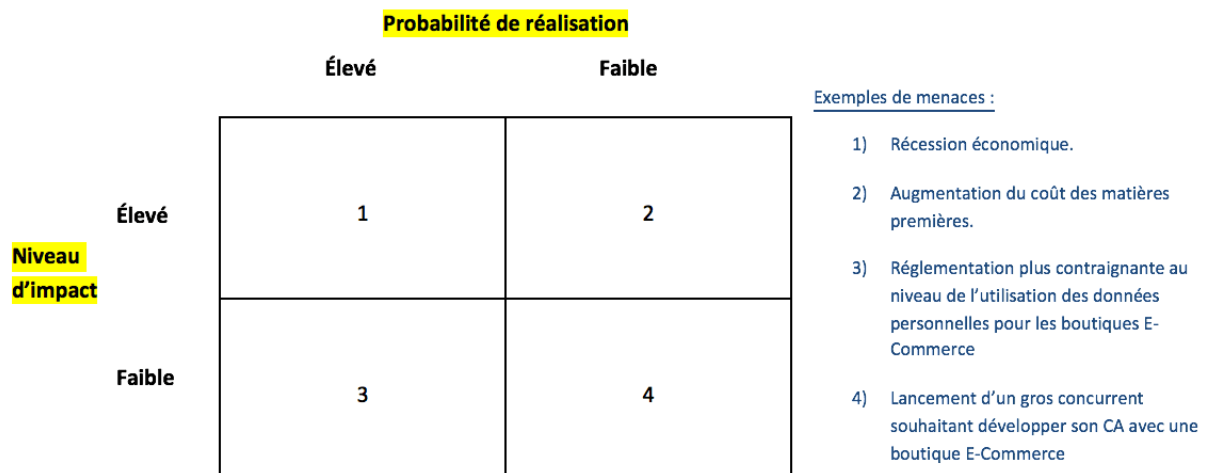 Probabilité de réalisation
Élevé Faible
Niveau
d’impact
Élevé
Faible
1 2
3 4
Exemples de menaces :
1) Récession économique.
2) Augmentation du coût des matières
premières.
3) Réglementation plus contraignante au
niveau de l’utilisation des données
personnelles pour les boutiques E-
Commerce
4) Lancement d’un gros concurrent
souhaitant développer son CA avec une
boutique E-Commerce